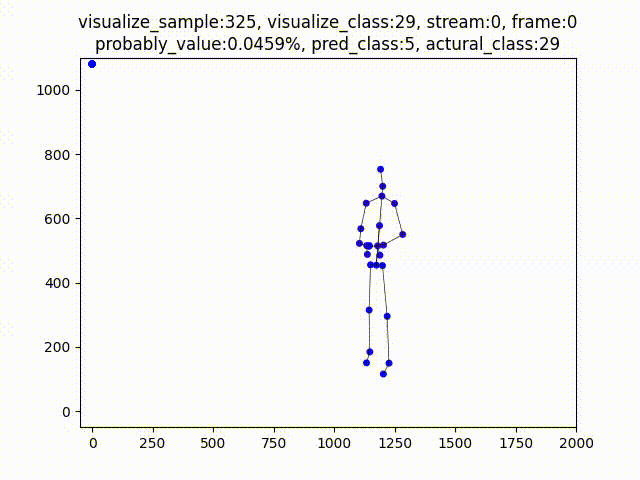 visualize_sample:325, visualize_class:29, stream:0, frame:0
probably_value:0.0459%, pred_class:5, actural_class:29
1000
800
600
400
200
0
0 250 500 750 1000 1250 1500 1750 2000